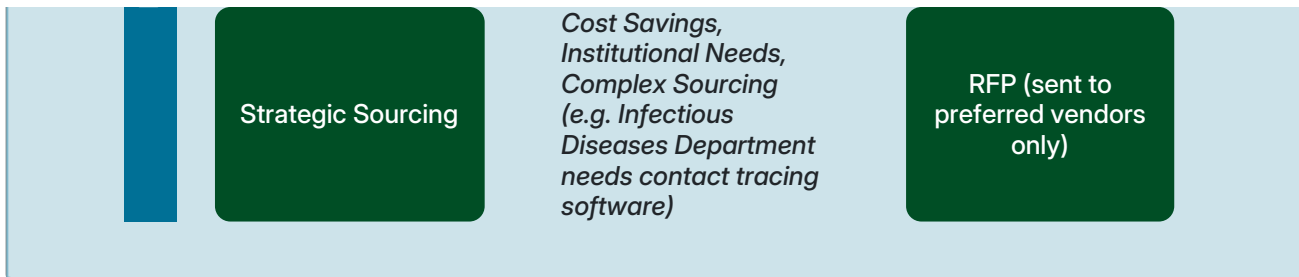 Strategic Sourcing
Cost Savings,
Institutional Needs,
Complex Sourcing
(e.g. Infectious
Diseases Department
needs contact tracing
software)
RFP (sent to
preferred vendors
only)